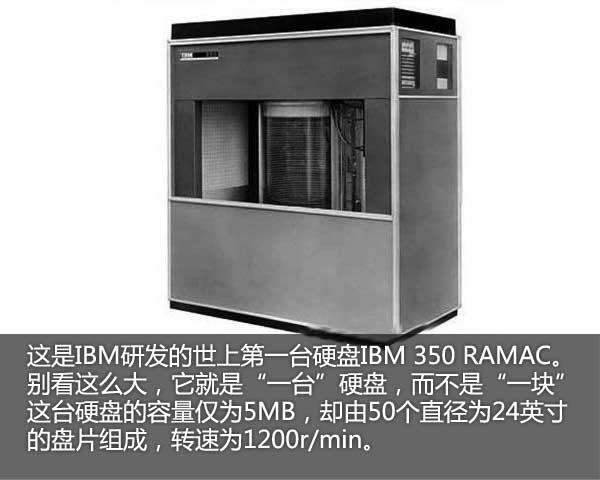 IBM 350
这是IBM研发的世上第一台硬盘IBM 350 RAMAC。
别看这么大，它就是“一台”硬盘，而不是“一块”
这台硬盘的容量仅为5MB，却由50个直径为24英寸
的盘片组成，转速为1200r/min。